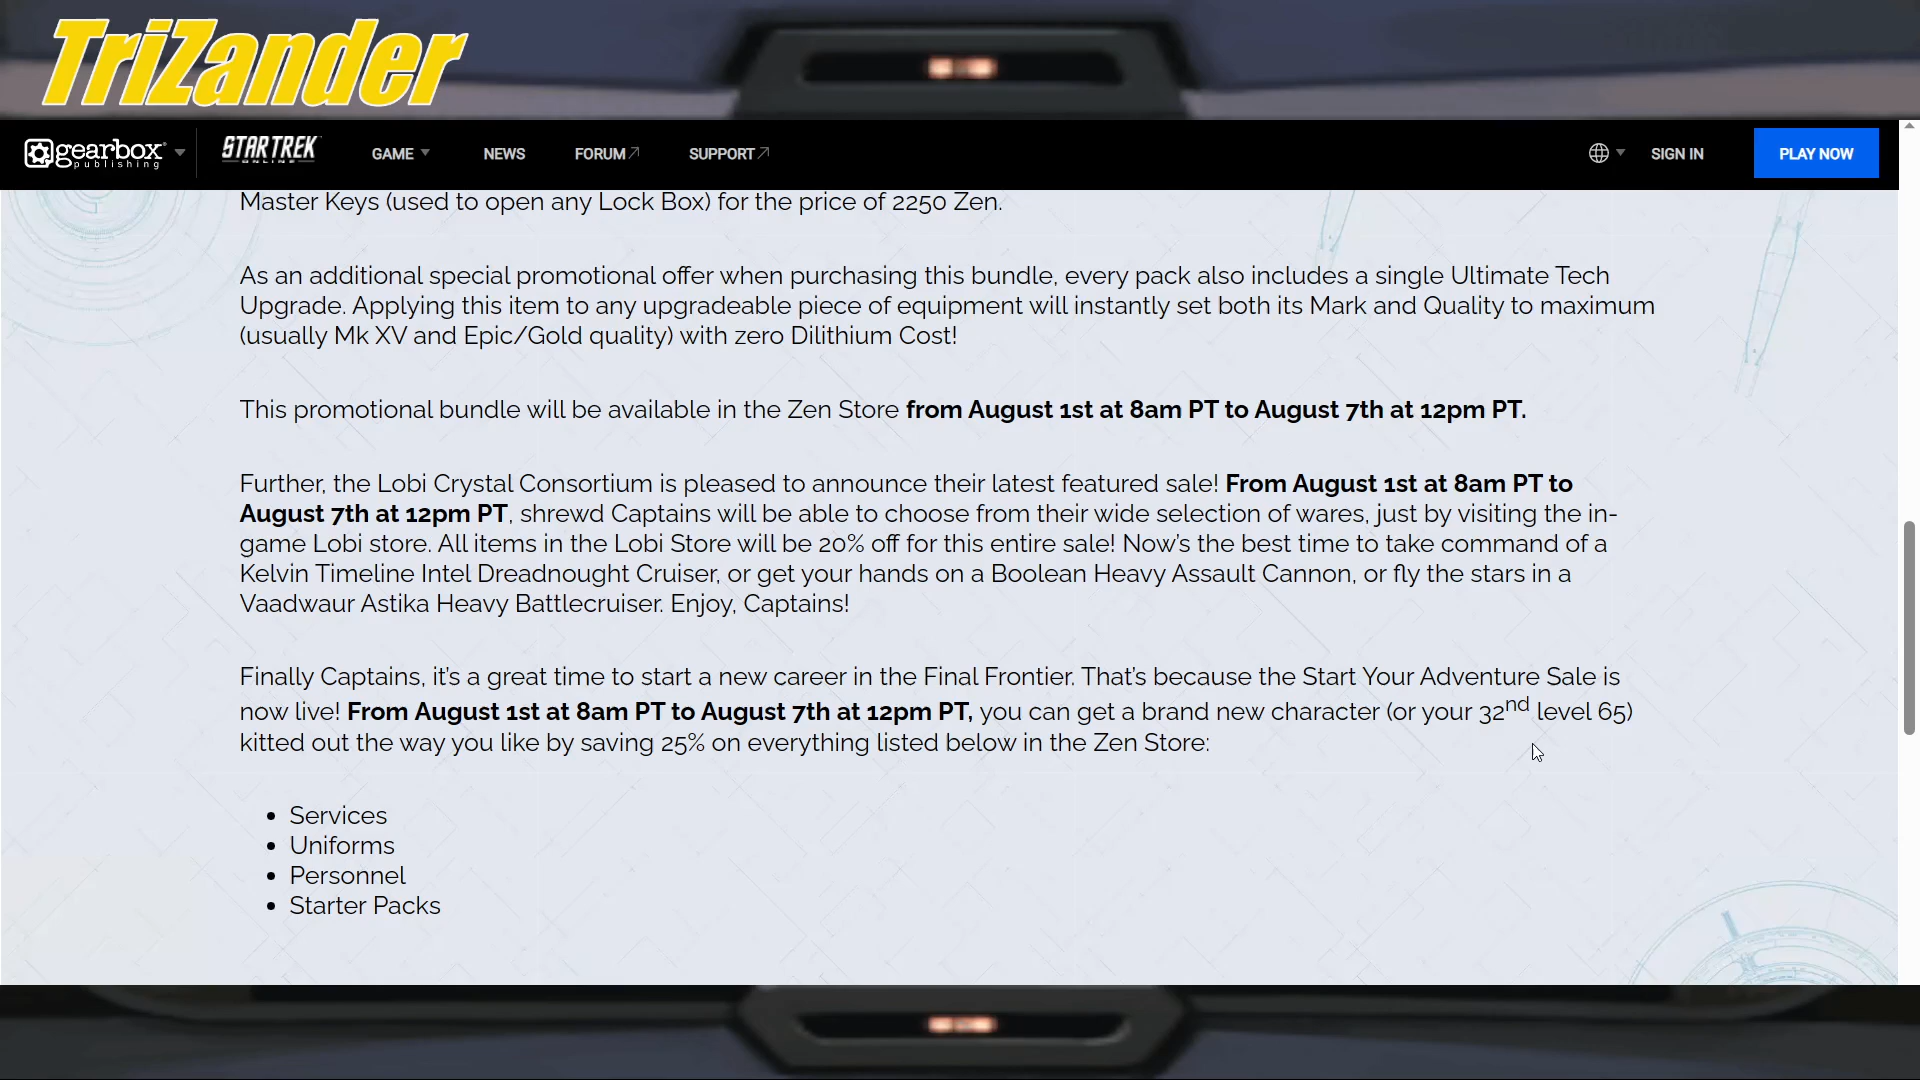 TriZander
gearbox publishing
STAR TREK ONLINE
GAME
NEWS
FORUM
SUPPORT
SIGN IN
PLAY NOW
Master Keys (used to open any Lock Box) for the price of 2250 Zen.
As an additional special promotional offer when purchasing this bundle, every pack also includes a single Ultimate Tech
Upgrade. Applying this item to any upgradeable piece of equipment will instantly set both its Mark and Quality to maximum
(usually Mk XV and Epic/Gold quality) with zero Dilithium Cost!
This promotional bundle will be available in the Zen Store from August 1st at 8am PT to August 7th at 12pm PT.
Further, the Lobi Crystal Consortium is pleased to announce their latest featured sale! From August 1st at 8am PT to
August 7th at 12pm PT, shrewd Captains will be able to choose from their wide selection of wares, just by visiting the in-
game Lobi store. All items in the Lobi Store will be 20% off for this entire sale! Now's the best time to take command of a
Kelvin Timeline Intel Dreadnought Cruiser, or get your hands on a Boolean Heavy Assault Cannon, or fly the stars in a
Vaadwaur Astika Heavy Battlecruiser. Enjoy, Captains!
Finally Captains, it's a great time to start a new career in the Final Frontier. That's because the Start Your Adventure Sale is
now live! From August 1st at 8am PT to August 7th at 12pm PT, you can get a brand new character (or your 32nd level 65)
kitted out the way you like by saving 25% on everything listed below in the Zen Store:
• Services
• Uniforms
• Personnel
• Starter Packs